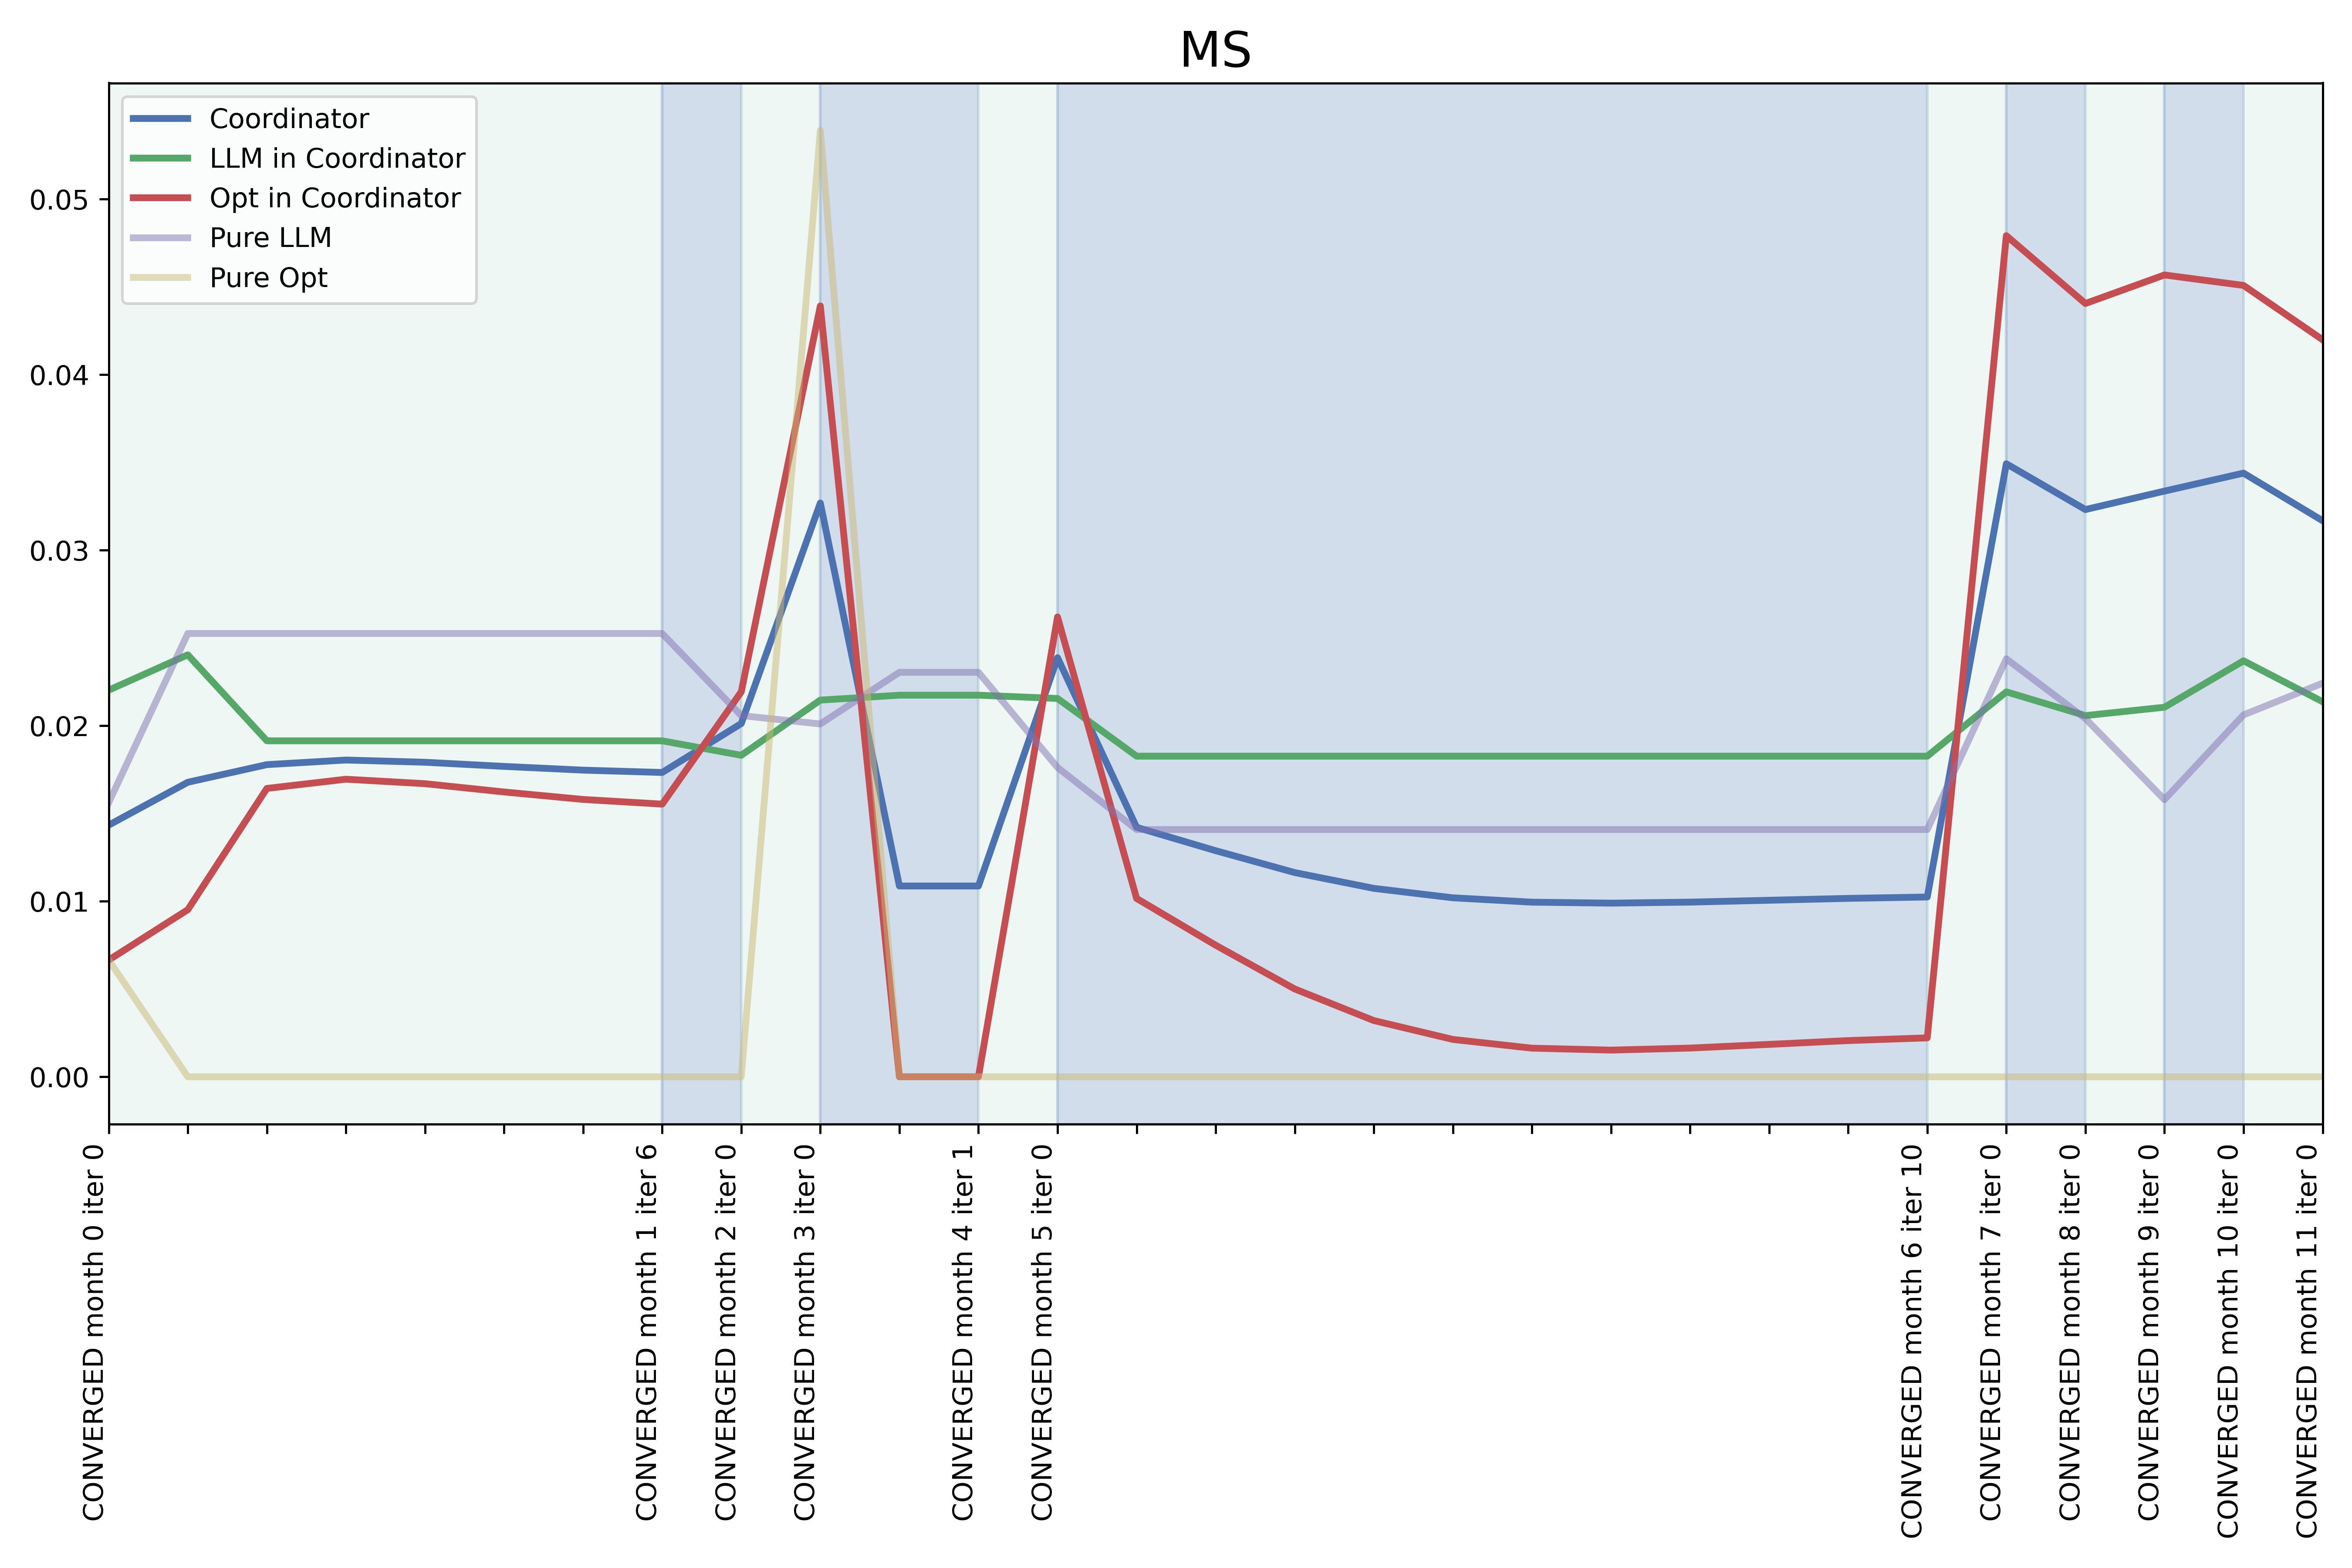 MS
Coordinator
LLM in Coordinator
Opt in Coordinator
Pure LLM
Pure Opt
0.05
0.04
0.03
0.02
0.01
0.00
CONVERGED month 0 iter 0
CONVERGED month 1 iter 6
CONVERGED month 2 iter 0
CONVERGED month 3 iter 0
CONVERGED month 4 iter 1
CONVERGED month 5 iter 0
CONVERGED month 6 iter 10
CONVERGED month 7 iter 0
CONVERGED month 8 iter 0
CONVERGED month 9 iter 0
CONVERGED month 10 iter 0
CONVERGED month 11 iter 0